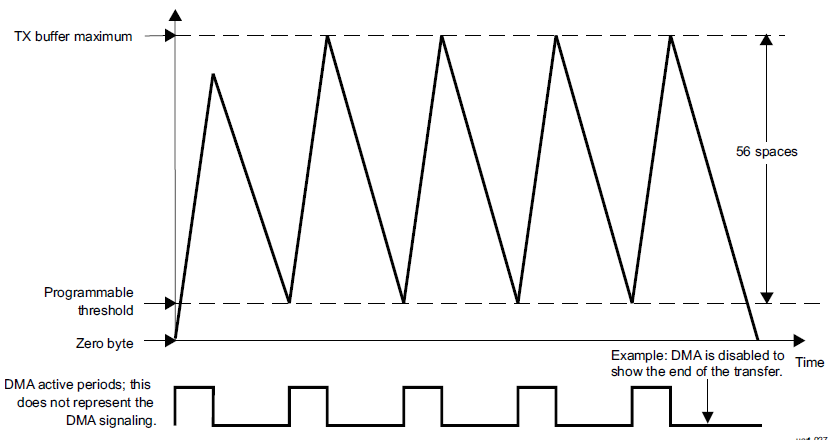 TX buffer maximum
56 spaces
Programmable
threshold
Zero byte
Example: DMA is disabled to
show the end of the transfer.
Time
DMA active periods; this
does not represent the
DMA signaling.